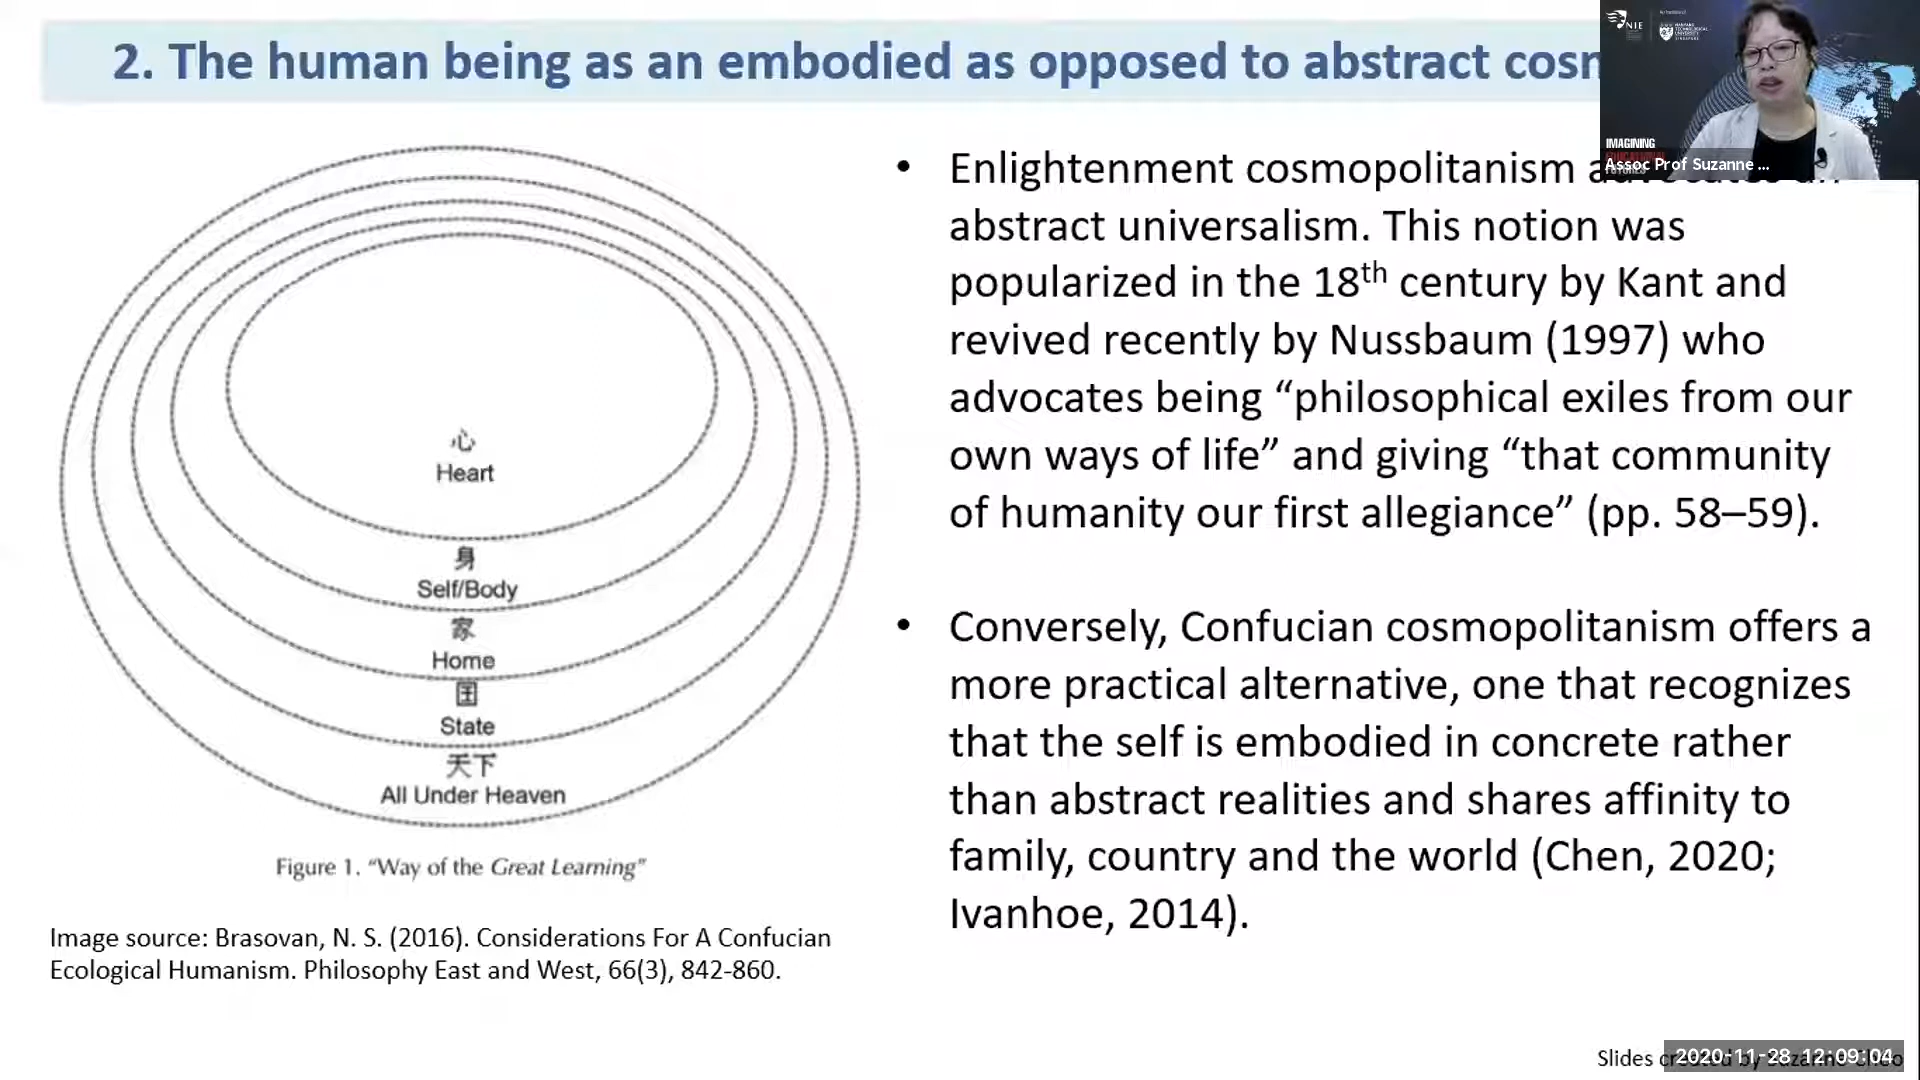 2. The human being as an embodied as opposed to abstract
NIE
NANYANG
TECHNOLOGICAL
UNIVERSITY
SINGAPORE
IMAGINING
Assoc Prof Suzanne ...
心
Heart
身
Self/Body
家
Home
国
State
天下
All Under Heaven
Figure 1. “Way of the Great Learning”
Image source: Brasovan, N. S. (2016). Considerations For A Confucian
Ecological Humanism. Philosophy East and West, 66(3), 842-860.
• Enlightenment cosmopolitanism
abstract universalism. This notion was
popularized in the 18th century by Kant and
revived recently by Nussbaum (1997) who
advocates being “philosophical exiles from our
own ways of life” and giving “that community
of humanity our first allegiance” (pp. 58–59).
• Conversely, Confucian cosmopolitanism offers a
more practical alternative, one that recognizes
that the self is embodied in concrete rather
than abstract realities and shares affinity to
family, country and the world (Chen, 2020;
Ivanhoe, 2014).
Slides
2020-11-28 12:09:04